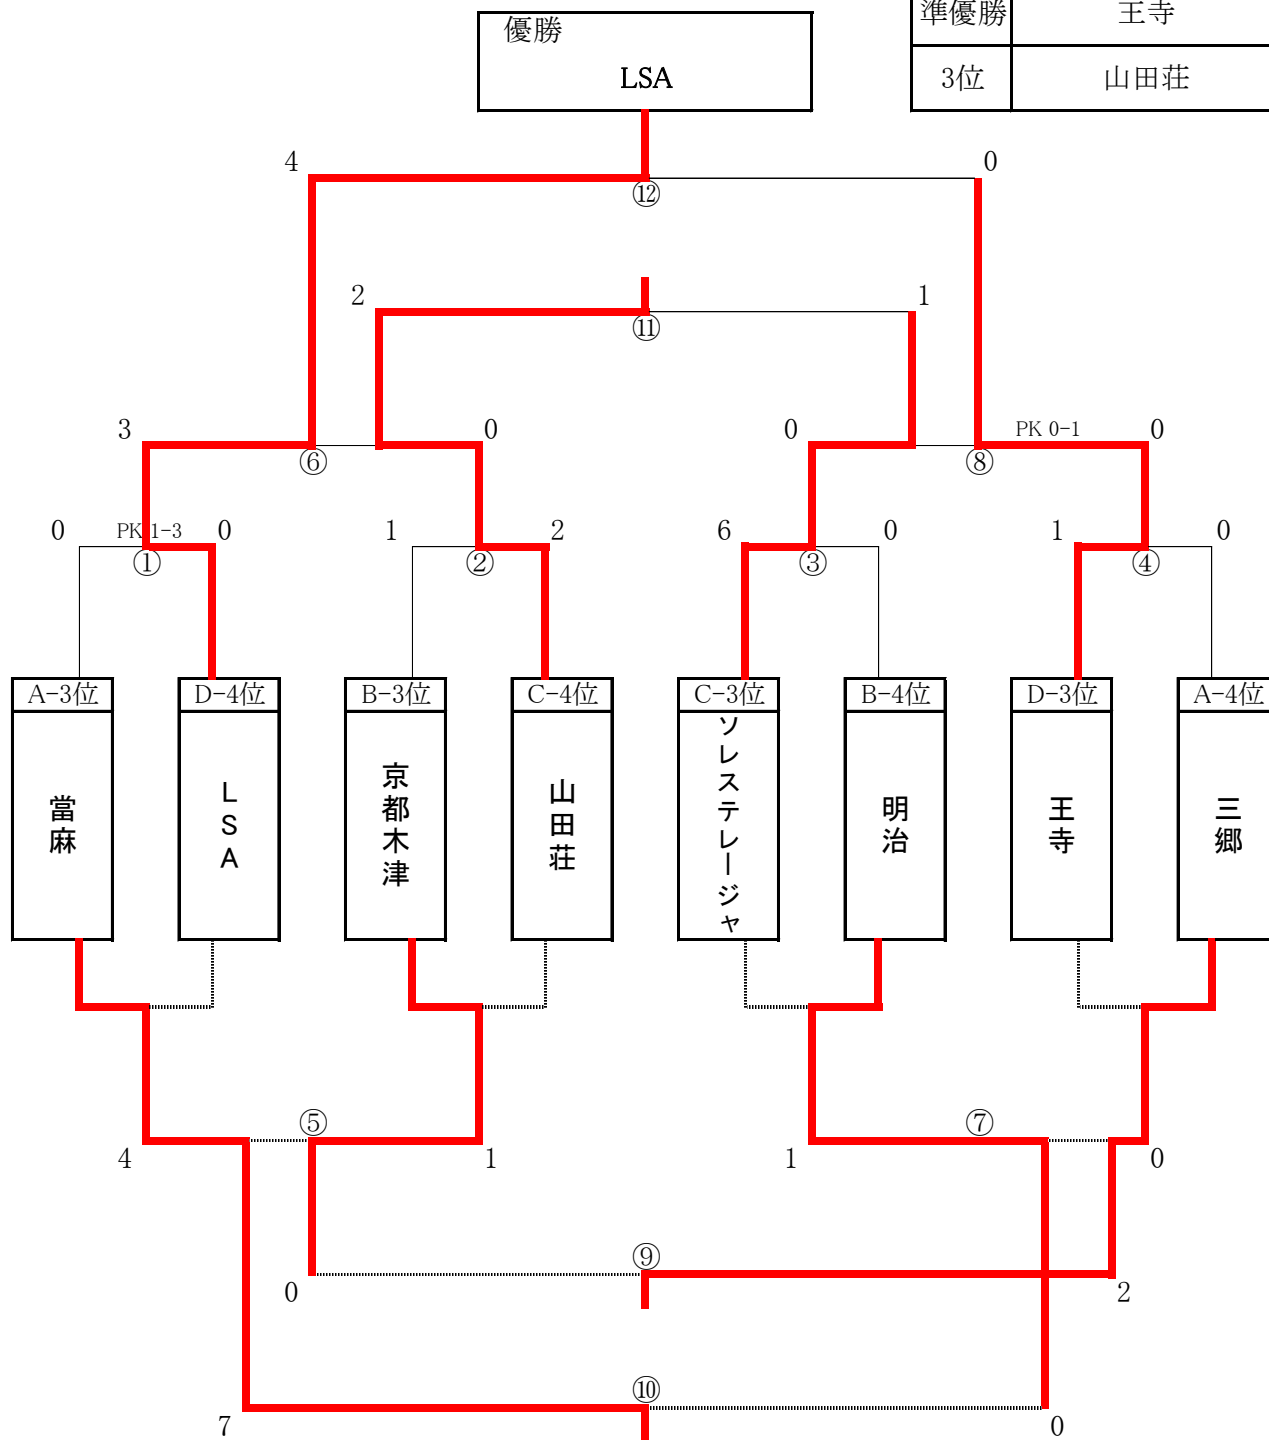 優勝
LSA
準優勝 王寺
3位 山田荘
4 0
⑫
2 1
⑪
3 0 0 PK 0-1 0
⑥ ⑧
0 PK 1-3 0 1 2 6 0 1 0
① ② ③ ④
A-3位 D-4位 B-3位 C-4位 C-3位 B-4位 D-3位 A-4位
當麻
LSA
京都木津
山田荘
ソレステレージャ
明治
王寺
三郷
⑤ ⑦
4 1 1 0
⑨
0 2
⑩
7 0